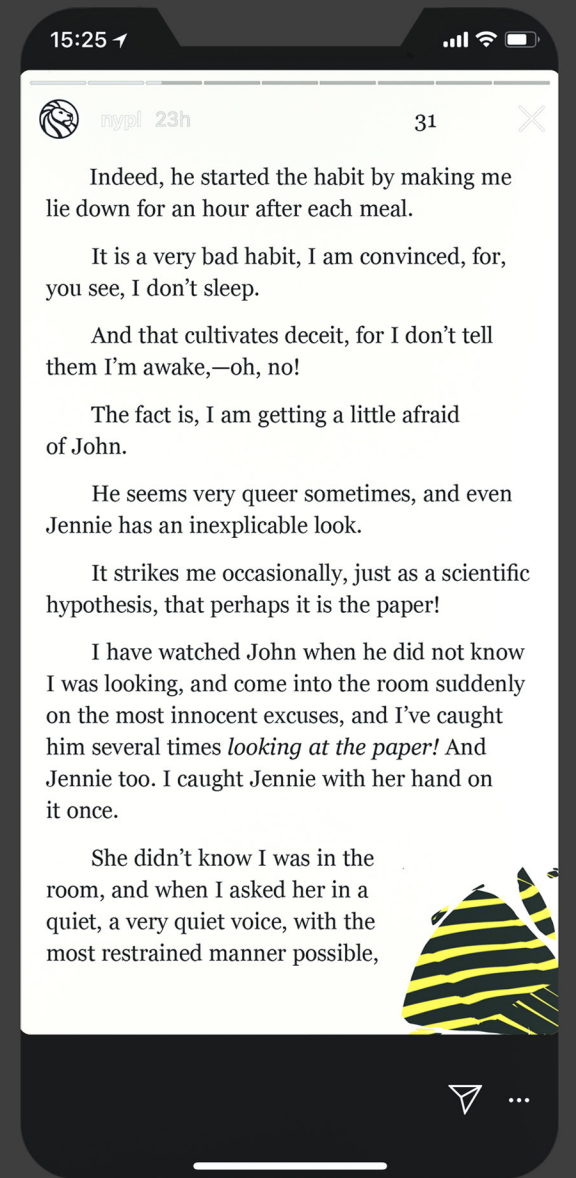 15:25
nypl 23h
31
Indeed, he started the habit by making me
lie down for an hour after each meal.
It is a very bad habit, I am convinced, for,
you see, I don’t sleep.
And that cultivates deceit, for I don’t tell
them I’m awake,—oh, no!
The fact is, I am getting a little afraid
of John.
He seems very queer sometimes, and even
Jennie has an inexplicable look.
It strikes me occasionally, just as a scientific
hypothesis, that perhaps it is the paper!
I have watched John when he did not know
I was looking, and come into the room suddenly
on the most innocent excuses, and I’ve caught
him several times looking at the paper! And
Jennie too. I caught Jennie with her hand on
it once.
She didn’t know I was in the
room, and when I asked her in a
quiet, a very quiet voice, with the
most restrained manner possible,